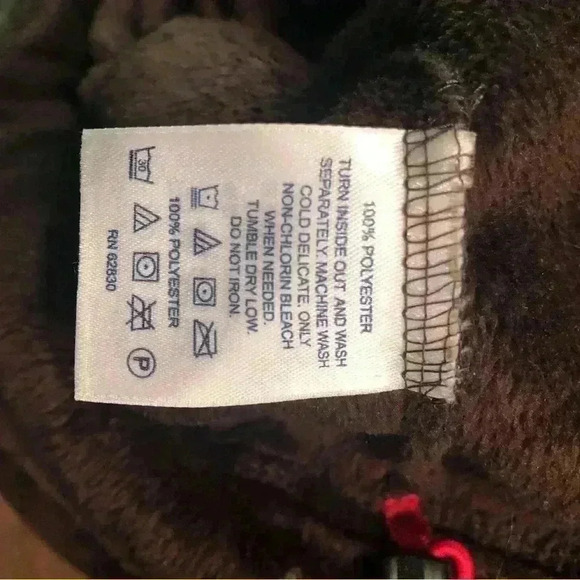 100% POLYESTER
TURN INSIDE OUT AND WASH
SEPARATELY. MACHINE WASH
COLD DELICATE. ONLY
NON-CHLORIN BLEACH
WHEN NEEDED.
TUMBLE DRY LOW.
DO NOT IRON.
100% POLYESTER
30
P
RN 62830